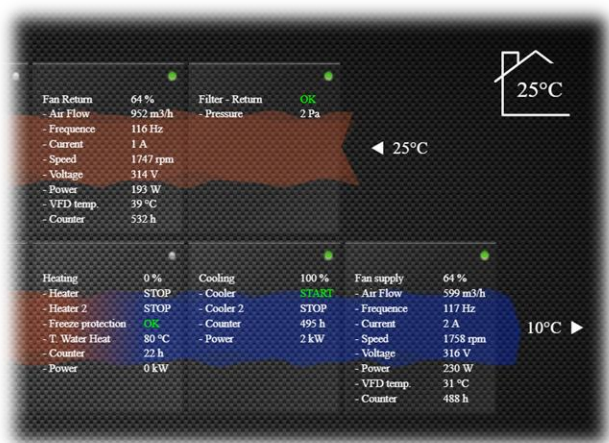 25°C
Fan Return 64 %
- Air Flow 952 m3/h
- Frequence 116 Hz
- Current 1 A
- Speed 1747 rpm
- Voltage 314 V
- Power 193 W
- VFD temp. 39 °C
- Counter 532 h
Filter - Return OK
- Pressure 2 Pa
◀ 25°C
Heating 0 %
- Heater STOP
- Heater 2 STOP
- Freeze protection OK
- T. Water Heat 80 °C
- Counter 22 h
- Power 0 kW
Cooling 100 %
- Cooler START
- Cooler 2 STOP
- Counter 495 h
- Power 2 kW
Fan supply 64 %
- Air Flow 599 m3/h
- Frequence 117 Hz
- Current 2 A
- Speed 1758 rpm
- Voltage 316 V
- Power 230 W
- VFD temp. 31 °C
- Counter 488 h
10°C ▶